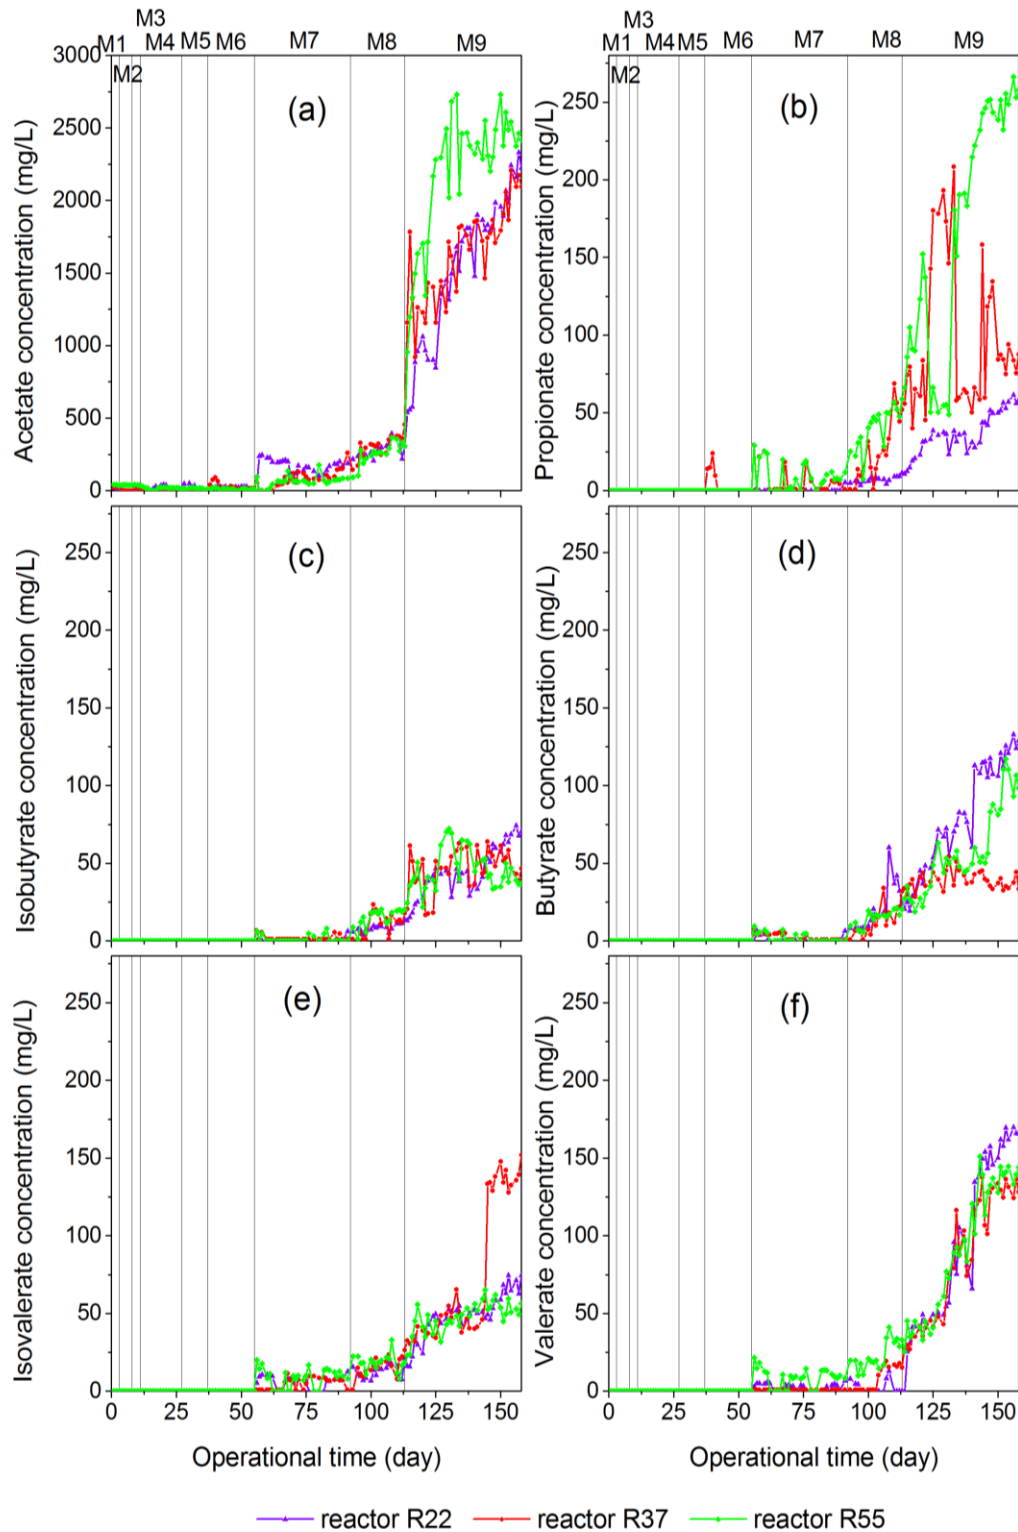 M3 M3
M1 M4 M5 M6 M7 M8 M9 M1 M4 M5 M6 M7 M8 M9
M2 M2
(a) (b)
Acetate concentration (mg/L)
3000
2500
2000
1500
1000
500
0
Propionate concentration (mg/L)
250
200
150
100
50
0
(c) (d)
Isobutyrate concentration (mg/L)
250
200
150
100
50
0
Butyrate concentration (mg/L)
250
200
150
100
50
0
(e) (f)
Isovalerate concentration (mg/L)
250
200
150
100
50
0
Valerate concentration (mg/L)
250
200
150
100
50
0
0 25 50 75 100 125 150 0 25 50 75 100 125 150
Operational time (day) Operational time (day)
reactor R22 reactor R37 reactor R55